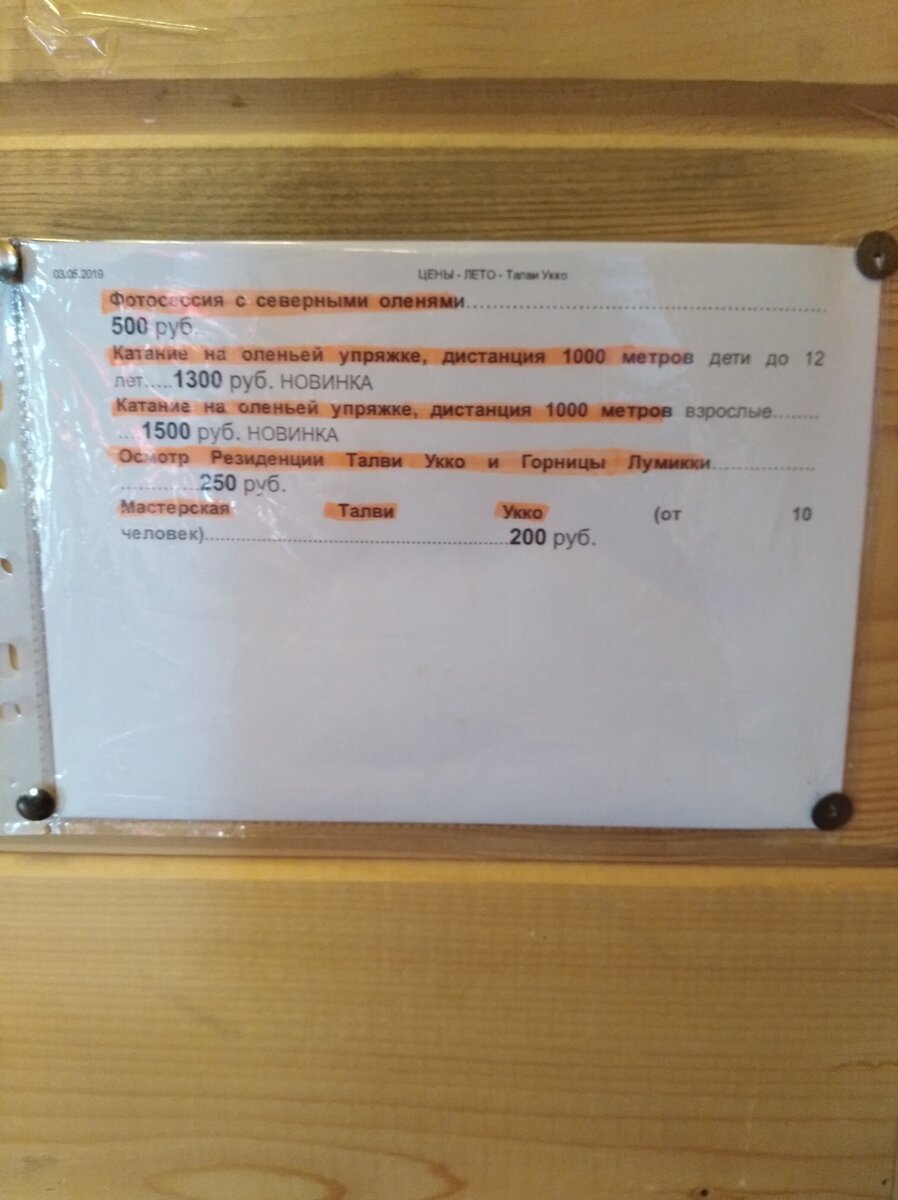 03.05.2019 ЦЕНЫ - ЛЕТО - Талви Укко
Фотосессия с северными оленями..............................................................
500 руб.
Катание на оленьей упряжке, дистанция 1000 метров дети до 12
лет.....1300 руб. НОВИНКА
Катание на оленьей упряжке, дистанция 1000 метров взрослые........
....1500 руб. НОВИНКА
Осмотр Резиденции Талви Укко и Горницы Лумикки..................
..............250 руб.
Мастерская Талви Укко (от 10
человек).....................................................200 руб.